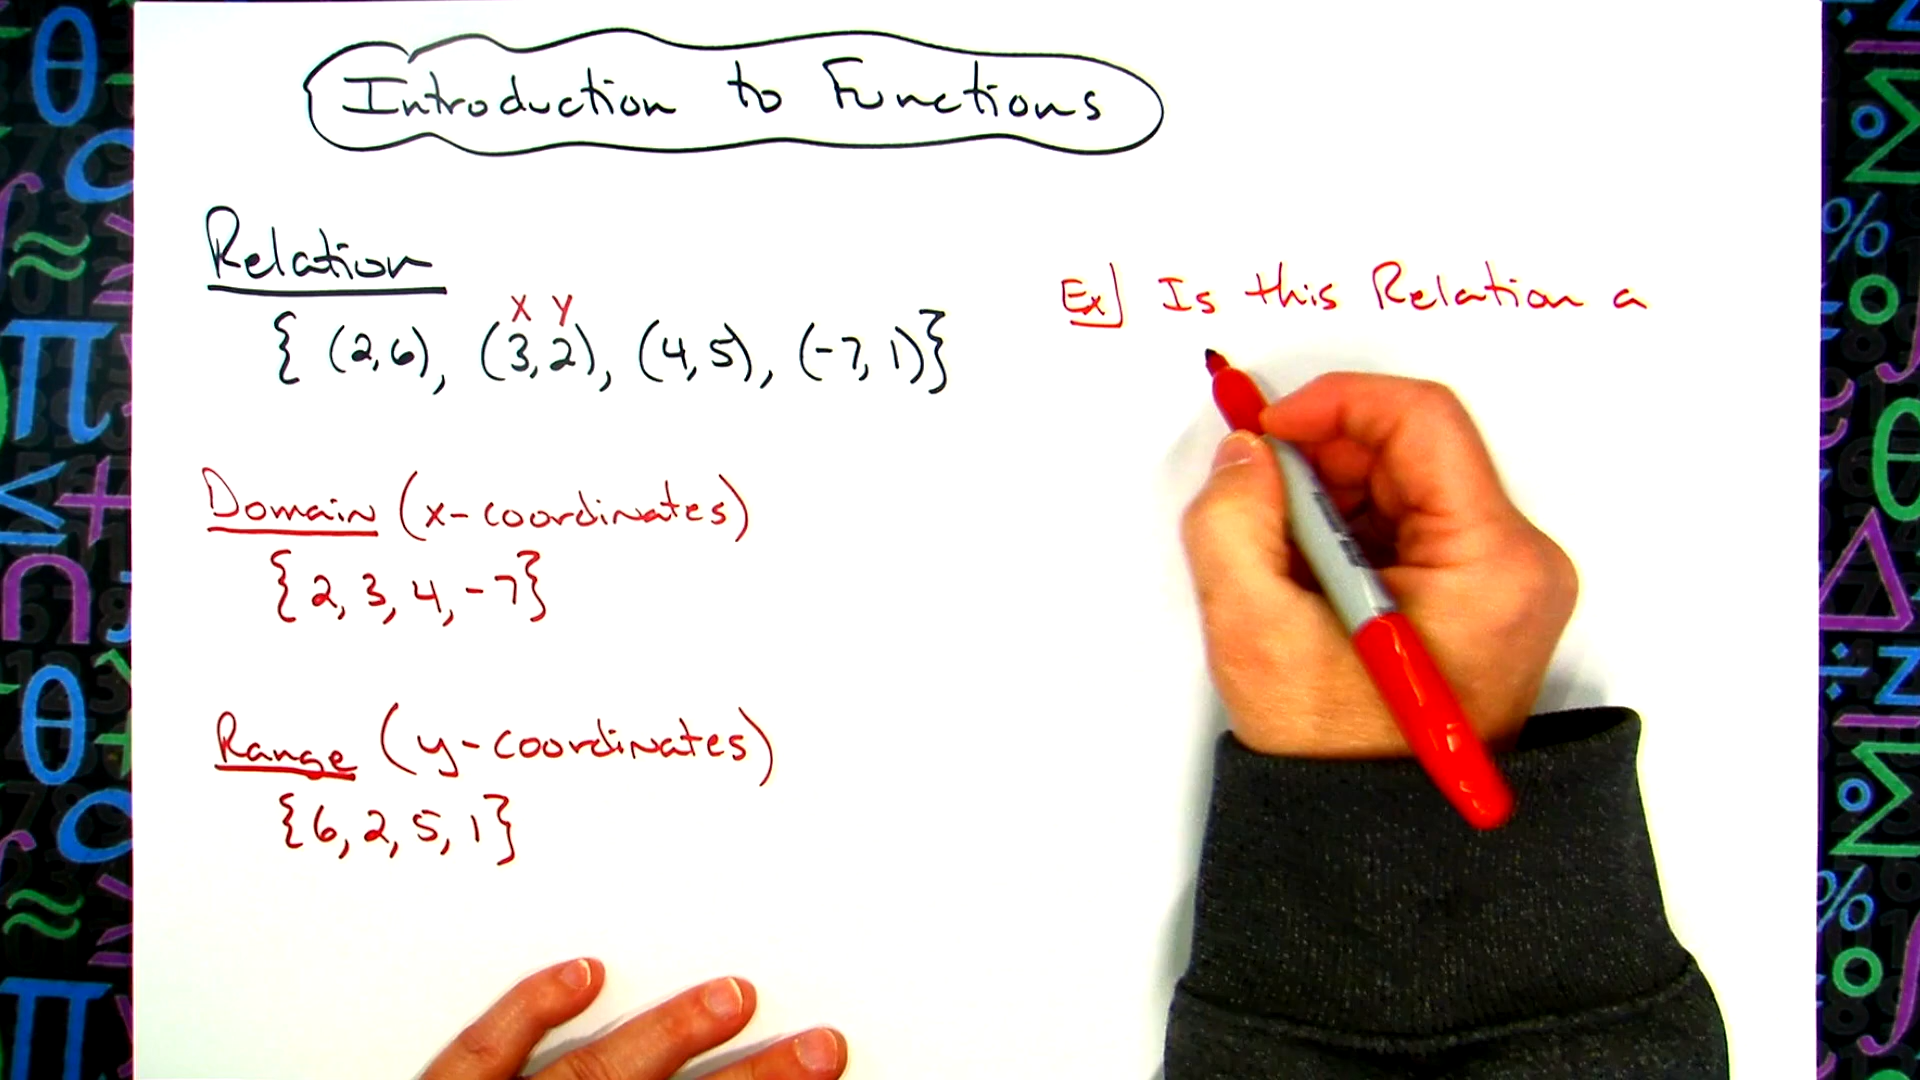 Introduction to Functions
Relation
x y
{ (2,6), (3,2), (4,5), (-7,1)}
Domain (x-coordinates)
{2, 3, 4, -7}
Range (y-coordinates)
{6, 2, 5, 1}
Ex] Is this Relation a